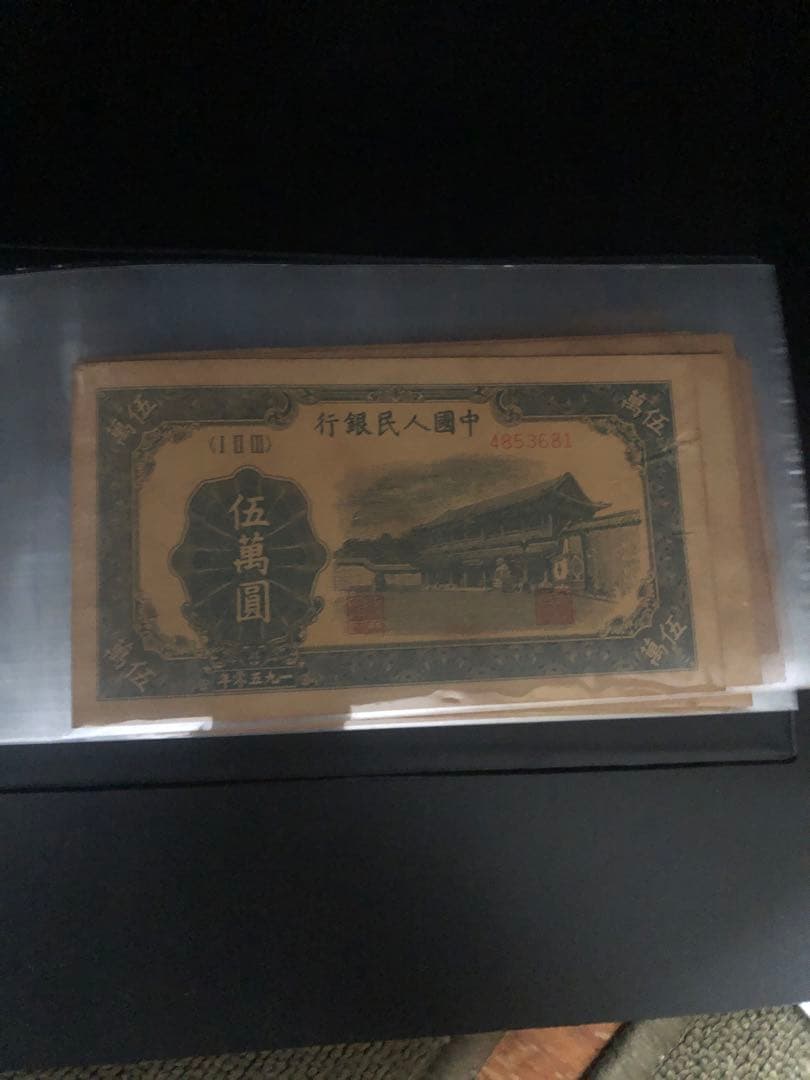 伍萬
伍萬
行銀民人國中
〈I II III〉
4853681
伍萬圓
伍萬
伍萬
年零五九一